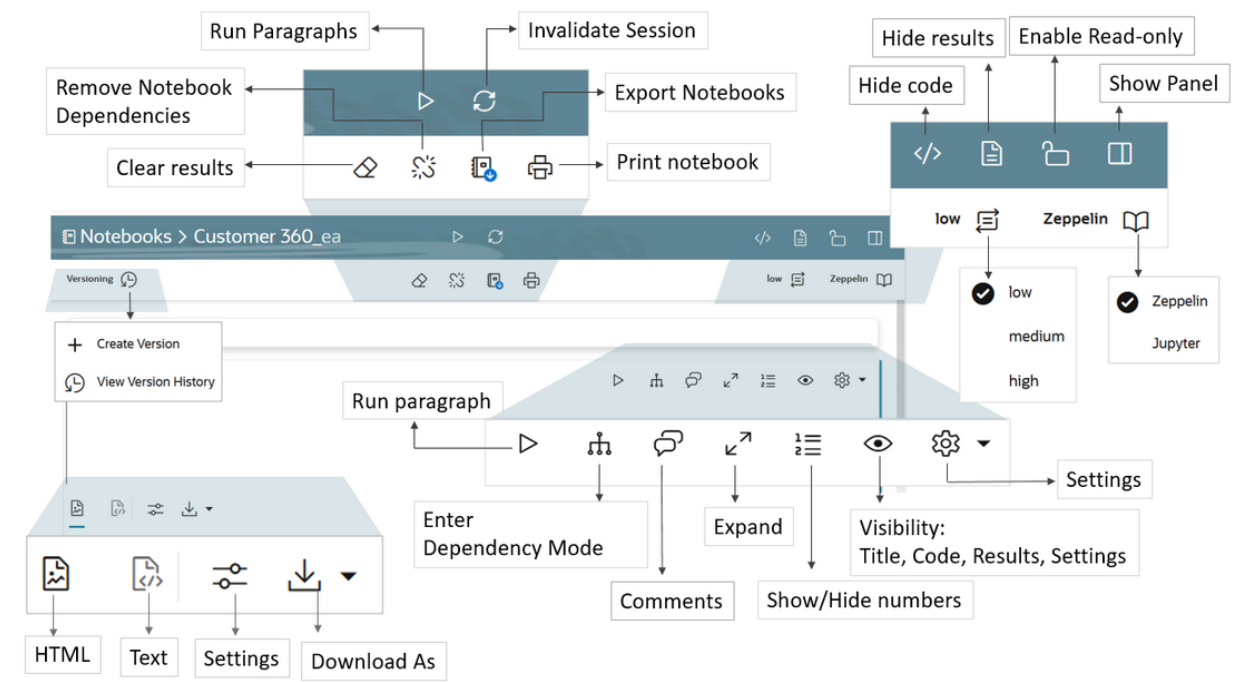 Run Paragraphs
Invalidate Session
Hide results
Enable Read-only
Remove Notebook
Dependencies
Export Notebooks
Hide code
Show Panel
Clear results
Print notebook
low
Zeppelin
Notebooks > Customer 360_ea
Versioning
low
Zeppelin
low
medium
high
Zeppelin
Jupyter
Create Version
View Version History
Run paragraph
Settings
Enter
Dependency Mode
Expand
Visibility:
Title, Code, Results, Settings
Comments
Show/Hide numbers
HTML
Text
Settings
Download As